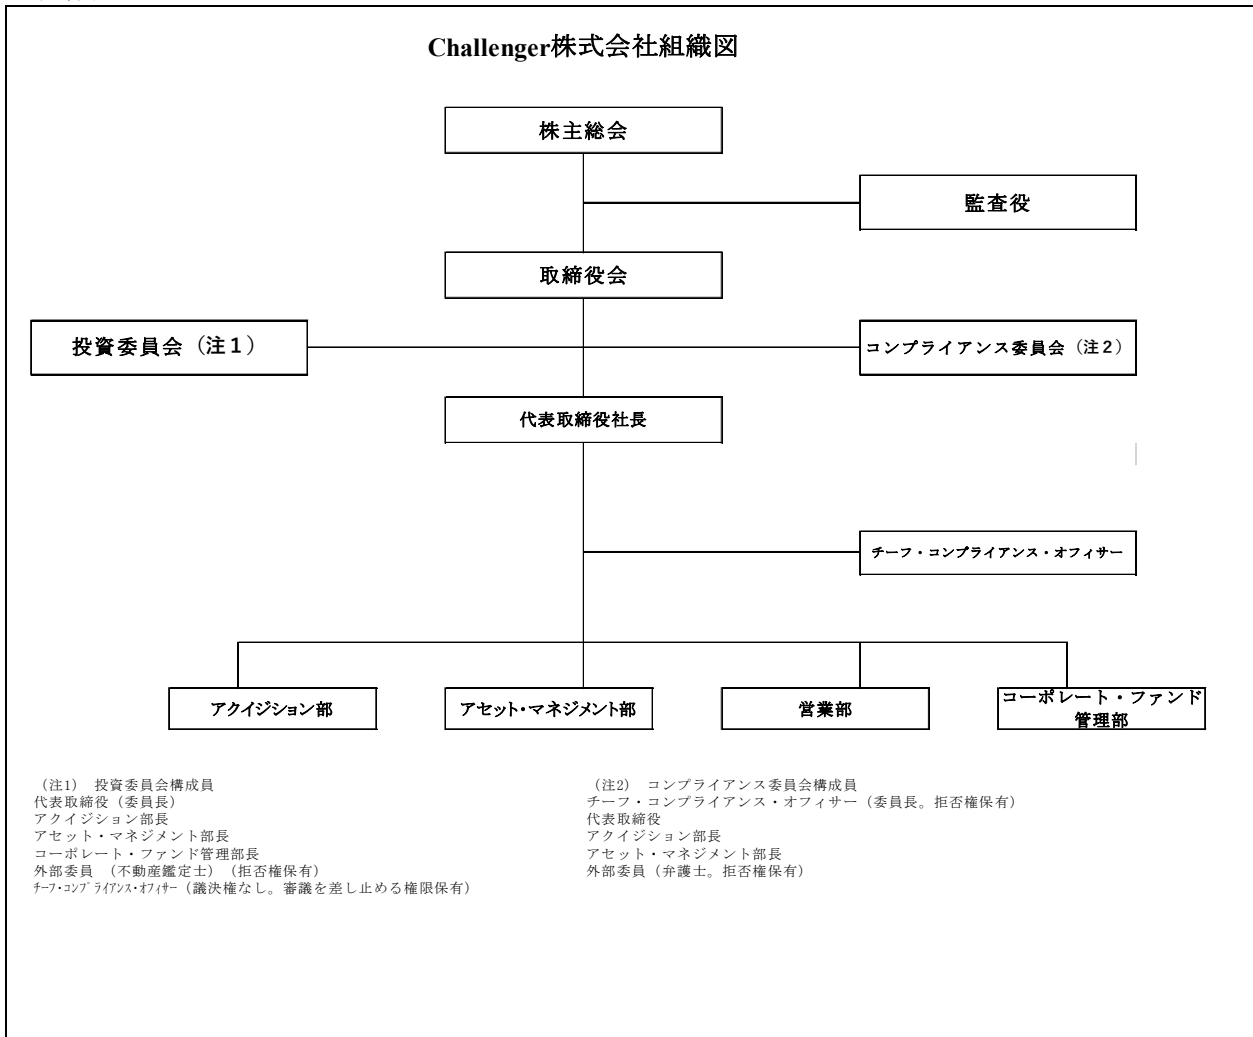 Challenger株式会社組織図
株主総会
監査役
取締役会
投資委員会（注１）
コンプライアンス委員会（注２）
代表取締役社長
チーフ・コンプライアンス・オフィサー
アクイジション部
アセット・マネジメント部
営業部
コーポレート・ファンド
管理部
（注1）　投資委員会構成員
代表取締役（委員長）
アクイジション部長
アセット・マネジメント部長
コーポレート・ファンド管理部長
外部委員　（不動産鑑定士）（拒否権保有）
ﾁｰﾌ・ｺﾝﾌﾟﾗｲｱﾝｽ・ｵﾌｨｻｰ（議決権なし。審議を差し止める権限保有）
（注2）　コンプライアンス委員会構成員
チーフ・コンプライアンス・オフィサー（委員長。拒否権保有）
代表取締役
アクイジション部長
アセット・マネジメント部長
外部委員（弁護士。拒否権保有）